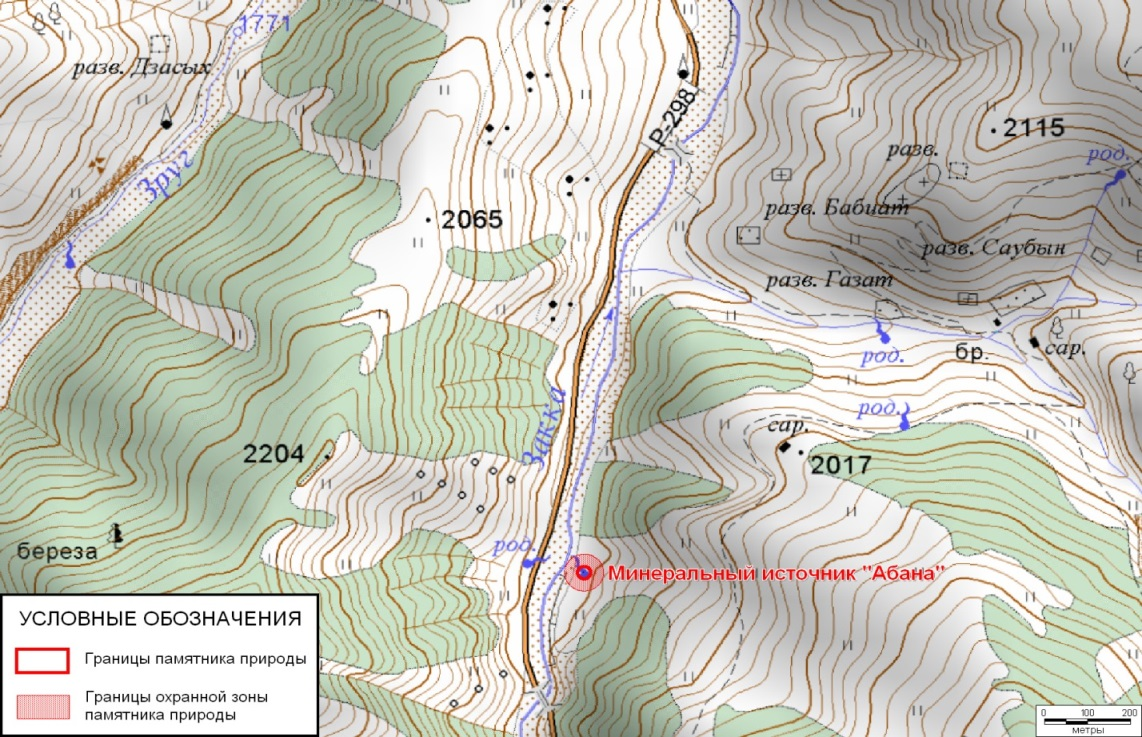 1771
разв. Дзасых
Зруг
Р-298
2115
разв.
род.
разв. Бабиат
2065
разв. Саубын
разв. Газат
род.
бр.
сар.
Закка
род.
сар.
2204
2017
береза
род.
Минеральный источник "Абана"
УСЛОВНЫЕ ОБОЗНАЧЕНИЯ
Границы памятника природы
Границы охранной зоны
памятника природы
0 100 200
метры